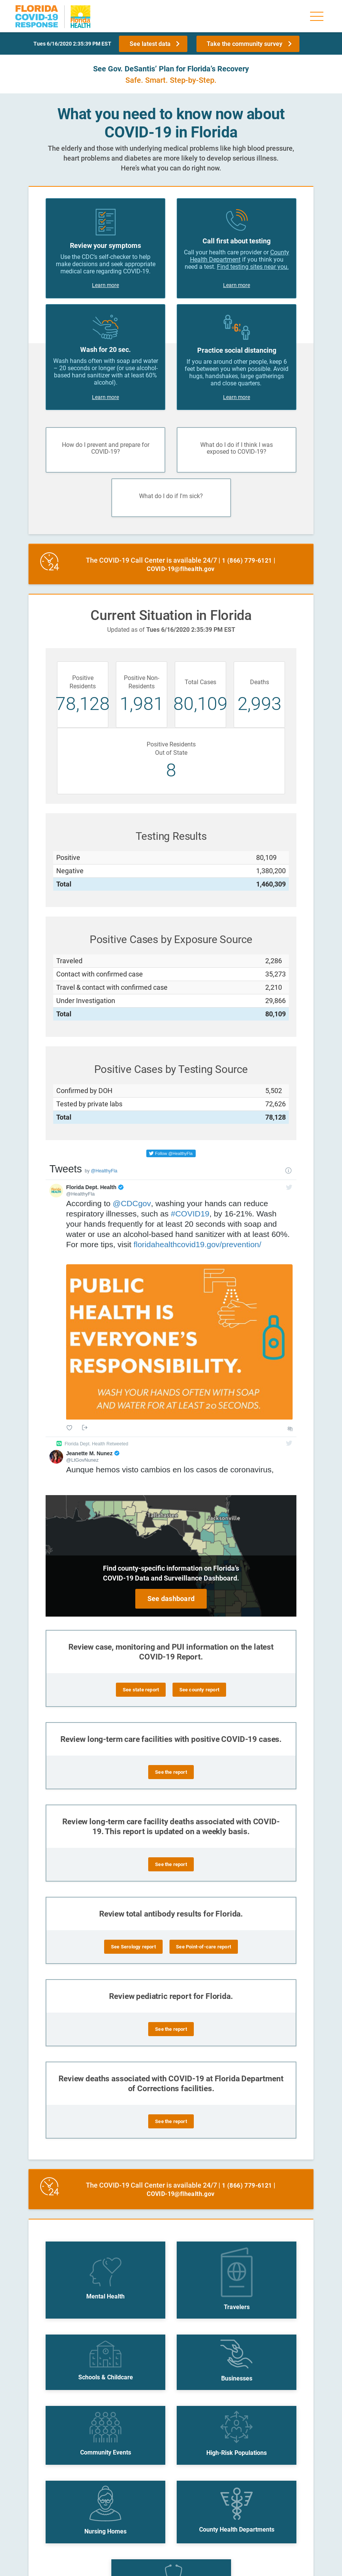 FLORIDA
COVID-19
RESPONSE
Florida
HEALTH
Tues 6/16/2020 2:35:39 PM EST
See latest data
Take the community survey
See Gov. DeSantis' Plan for Florida's Recovery
Safe. Smart. Step-by-Step.
What you need to know now about
COVID-19 in Florida
The elderly and those with underlying medical problems like high blood pressure,
heart problems and diabetes are more likely to develop serious illness.
Here's what you can do right now.
Review your symptoms
Use the CDC's self-checker to help
make decisions and seek appropriate
medical care regarding COVID-19.
Learn more
Call first about testing
Call your health care provider or County
Health Department if you think you
need a test. Find testing sites near you.
Learn more
Wash for 20 sec.
Wash hands often with soap and water
– 20 seconds or longer (or use alcohol-
based hand sanitizer with at least 60%
alcohol).
Learn more
6'
Practice social distancing
If you are around other people, keep 6
feet between you when possible. Avoid
hugs, handshakes, large gatherings
and close quarters.
Learn more
How do I prevent and prepare for
COVID-19?
What do I do if I think I was
exposed to COVID-19?
What do I do if I'm sick?
24
The COVID-19 Call Center is available 24/7 | 1 (866) 779-6121 |
COVID-19@flhealth.gov
Current Situation in Florida
Updated as of Tues 6/16/2020 2:35:39 PM EST
Positive
Residents
78,128
Positive Non-
Residents
1,981
Total Cases
80,109
Deaths
2,993
Positive Residents
Out of State
8
Testing Results
Positive 80,109
Negative 1,380,200
Total 1,460,309
Positive Cases by Exposure Source
Traveled 2,286
Contact with confirmed case 35,273
Travel & contact with confirmed case 2,210
Under Investigation 29,866
Total 80,109
Positive Cases by Testing Source
Confirmed by DOH 5,502
Tested by private labs 72,626
Total 78,128
Follow @HealthyFla
Tweets by @HealthyFla
Florida Dept. Health
@HealthyFla
According to @CDCgov, washing your hands can reduce
respiratory illnesses, such as #COVID19, by 16-21%. Wash
your hands frequently for at least 20 seconds with soap and
water or use an alcohol-based hand sanitizer with at least 60%.
For more tips, visit floridahealthcovid19.gov/prevention/
PUBLIC
HEALTH IS
EVERYONE'S
RESPONSIBILITY.
WASH YOUR HANDS OFTEN WITH SOAP
AND WATER FOR AT LEAST 20 SECONDS.
Florida Dept. Health Retweeted
Jeanette M. Nunez
@LtGovNunez
Aunque hemos visto cambios en los casos de coronavirus,
Tallahassee
Jacksonville
Find county-specific information on Florida's
COVID-19 Data and Surveillance Dashboard.
See dashboard
Review case, monitoring and PUI information on the latest
COVID-19 Report.
See state report
See county report
Review long-term care facilities with positive COVID-19 cases.
See the report
Review long-term care facility deaths associated with COVID-
19. This report is updated on a weekly basis.
See the report
Review total antibody results for Florida.
See Serology report
See Point-of-care report
Review pediatric report for Florida.
See the report
Review deaths associated with COVID-19 at Florida Department
of Corrections facilities.
See the report
24
The COVID-19 Call Center is available 24/7 | 1 (866) 779-6121 |
COVID-19@flhealth.gov
Mental Health
Travelers
Schools & Childcare
Businesses
Community Events
High-Risk Populations
Nursing Homes
County Health Departments